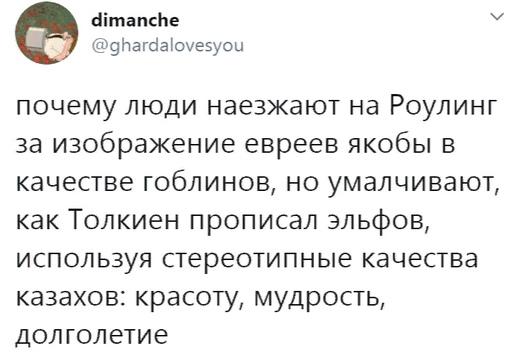 dimanche
@ghardalovesyou
почему люди наезжают на Роулинг
за изображение евреев якобы в
качестве гоблинов, но умалчивают,
как Толкиен прописал эльфов,
используя стереотипные качества
казахов: красоту, мудрость,
долголетие